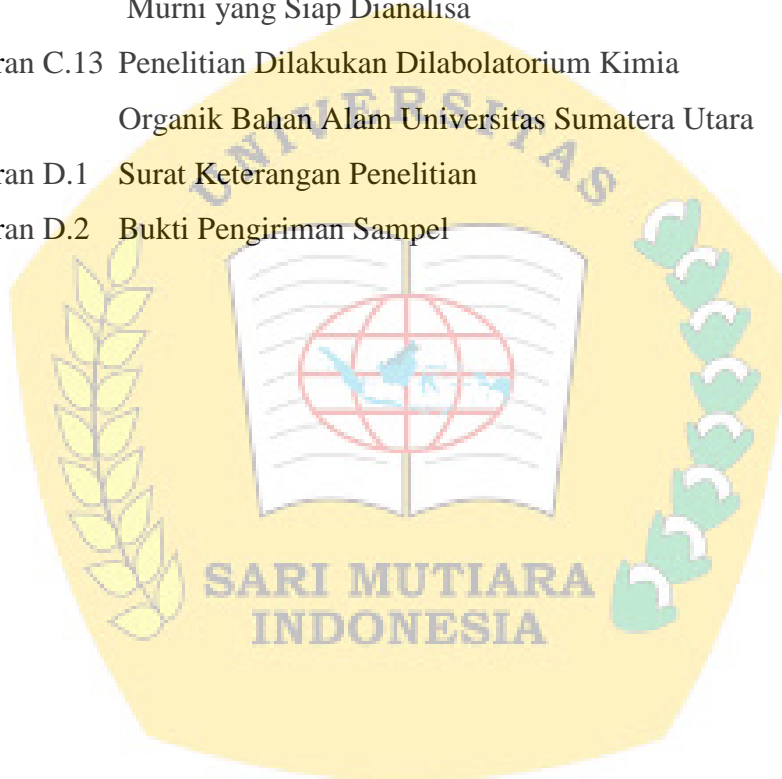 Murni yang Siap Dianalisa
ran C.13 Penelitian Dilakukan Dilabolatorium Kimia
Organik Bahan Alam Universitas Sumatera Utara
ran D.1 Surat Keterangan Penelitian
ran D.2 Bukti Pengiriman Sampel
UNIVERSITAS
SARI MUTIARA
INDONESIA